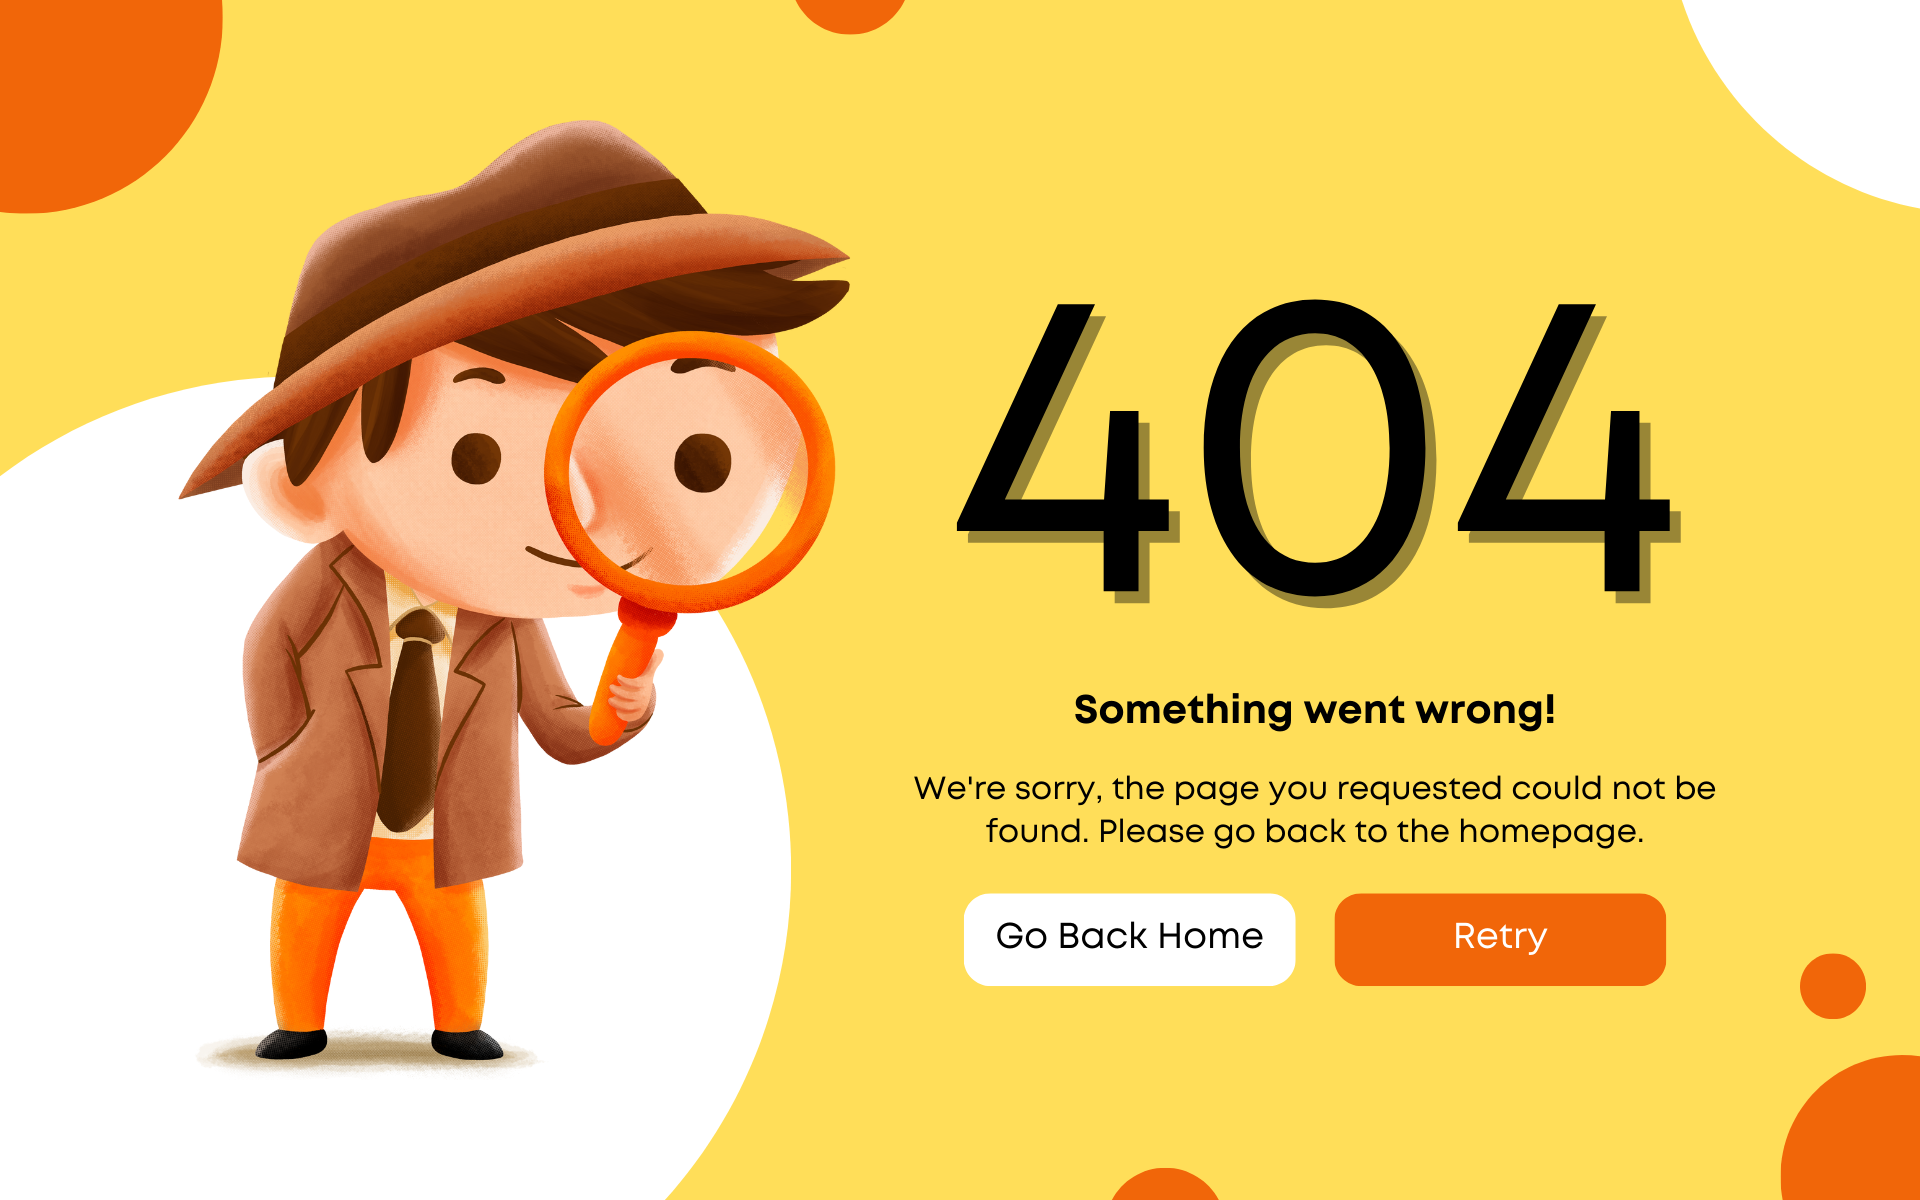 404
Something went wrong!
We're sorry, the page you requested could not be
found. Please go back to the homepage.
Go Back Home
Retry